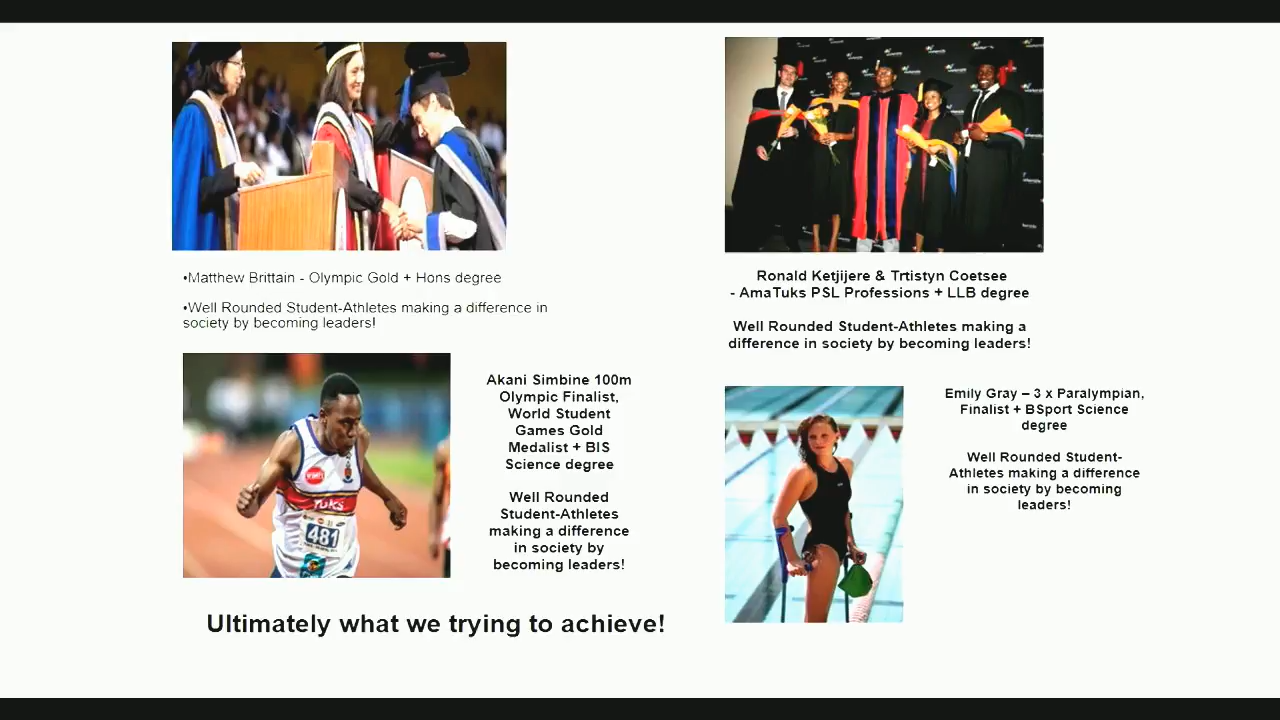 •Matthew Brittain - Olympic Gold + Hons degree
•Well Rounded Student-Athletes making a difference in
society by becoming leaders!
Ronald Ketjijere & Trtistyn Coetsee
- AmaTuks PSL Professions + LLB degree
Well Rounded Student-Athletes making a
difference in society by becoming leaders!
TUKS
481
Akani Simbine 100m
Olympic Finalist,
World Student
Games Gold
Medalist + BIS
Science degree
Well Rounded
Student-Athletes
making a difference
in society by
becoming leaders!
Emily Gray – 3 x Paralympian,
Finalist + BSport Science
degree
Well Rounded Student-
Athletes making a difference
in society by becoming
leaders!
Ultimately what we trying to achieve!